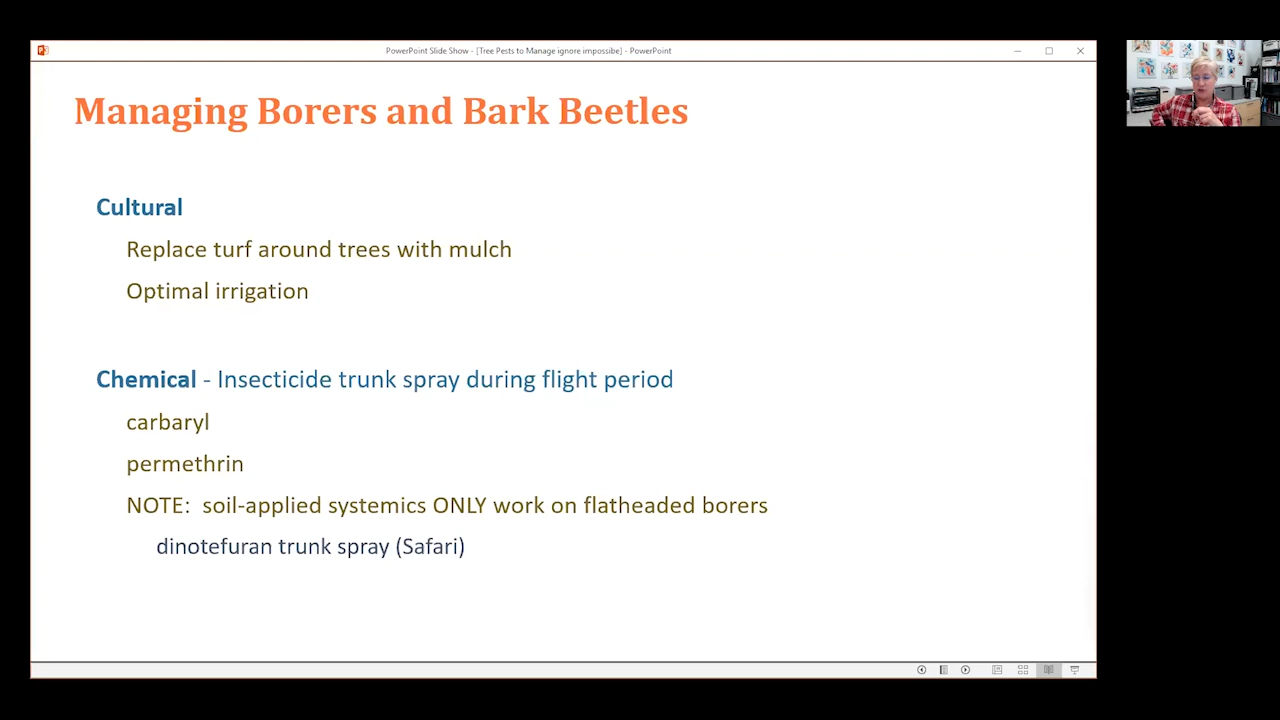 PowerPoint Slide Show - [Tree Pests to Manage ignore impossibe] - PowerPoint
Managing Borers and Bark Beetles
Cultural
Replace turf around trees with mulch
Optimal irrigation
Chemical - Insecticide trunk spray during flight period
carbaryl
permethrin
NOTE:  soil-applied systemics ONLY work on flatheaded borers
dinotefuran trunk spray (Safari)